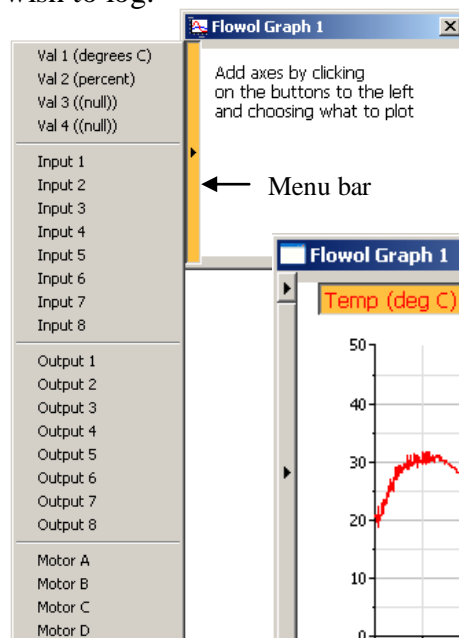 wish to log.
Flowol Graph 1
Val 1 (degrees C)
Val 2 (percent)
Val 3 ((null))
Val 4 ((null))
Add axes by clicking
on the buttons to the left
and choosing what to plot
Input 1
Input 2
Input 3
Input 4
Input 5
Input 6
Input 7
Input 8
Menu bar
Output 1
Output 2
Output 3
Output 4
Output 5
Output 6
Output 7
Output 8
Motor A
Motor B
Motor C
Motor D
Flowol Graph 1
Temp (deg C)
50
40
30
20
10
0